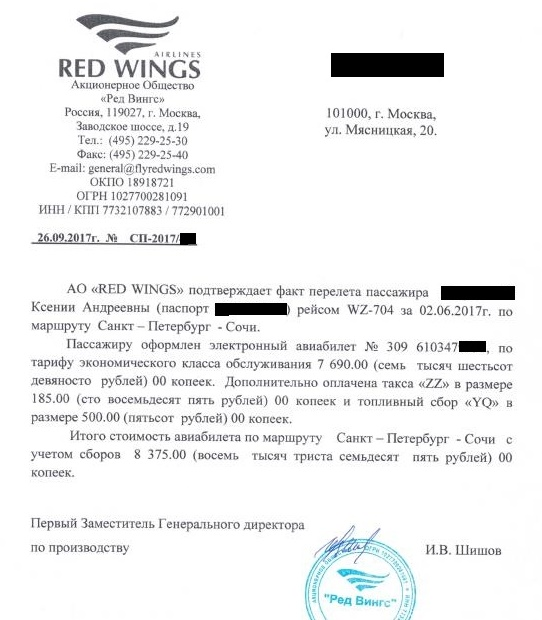 AIRLINES
RED WINGS
Акционерное Общество
«Ред Вингс»
Россия, 119027, г. Москва,
Заводское шоссе, д.19
Тел.: (495) 229-25-30
Факс: (495) 229-25-40
E-mail: general@flyredwings.com
ОКПО 18918721
ОГРН 1027700281091
ИНН / КПП 7732107883 / 772901001
101000, г. Москва,
ул. Мясницкая, 20.
26.09.2017г. № СП-2017/
АО «RED WINGS» подтверждает факт перелета пассажира
Ксении Андреевны (паспорт ) рейсом WZ-704 за 02.06.2017г. по
маршруту Санкт – Петербург - Сочи.
Пассажиру оформлен электронный авиабилет № 309 610347 , по
тарифу экономического класса обслуживания 7 690.00 (семь тысяч шестьсот
девяносто рублей) 00 копеек. Дополнительно оплачена такса «ZZ» в размере
185.00 (сто восемьдесят пять рублей) 00 копеек и топливный сбор «YQ» в
размере 500.00 (пятьсот рублей) 00 копеек.
Итого стоимость авиабилета по маршруту Санкт – Петербург - Сочи с
учетом сборов 8 375.00 (восемь тысяч триста семьдесят пять рублей) 00
копеек.
Первый Заместитель Генерального директора
по производству
И.В. Шишов
"Ред Вингс"